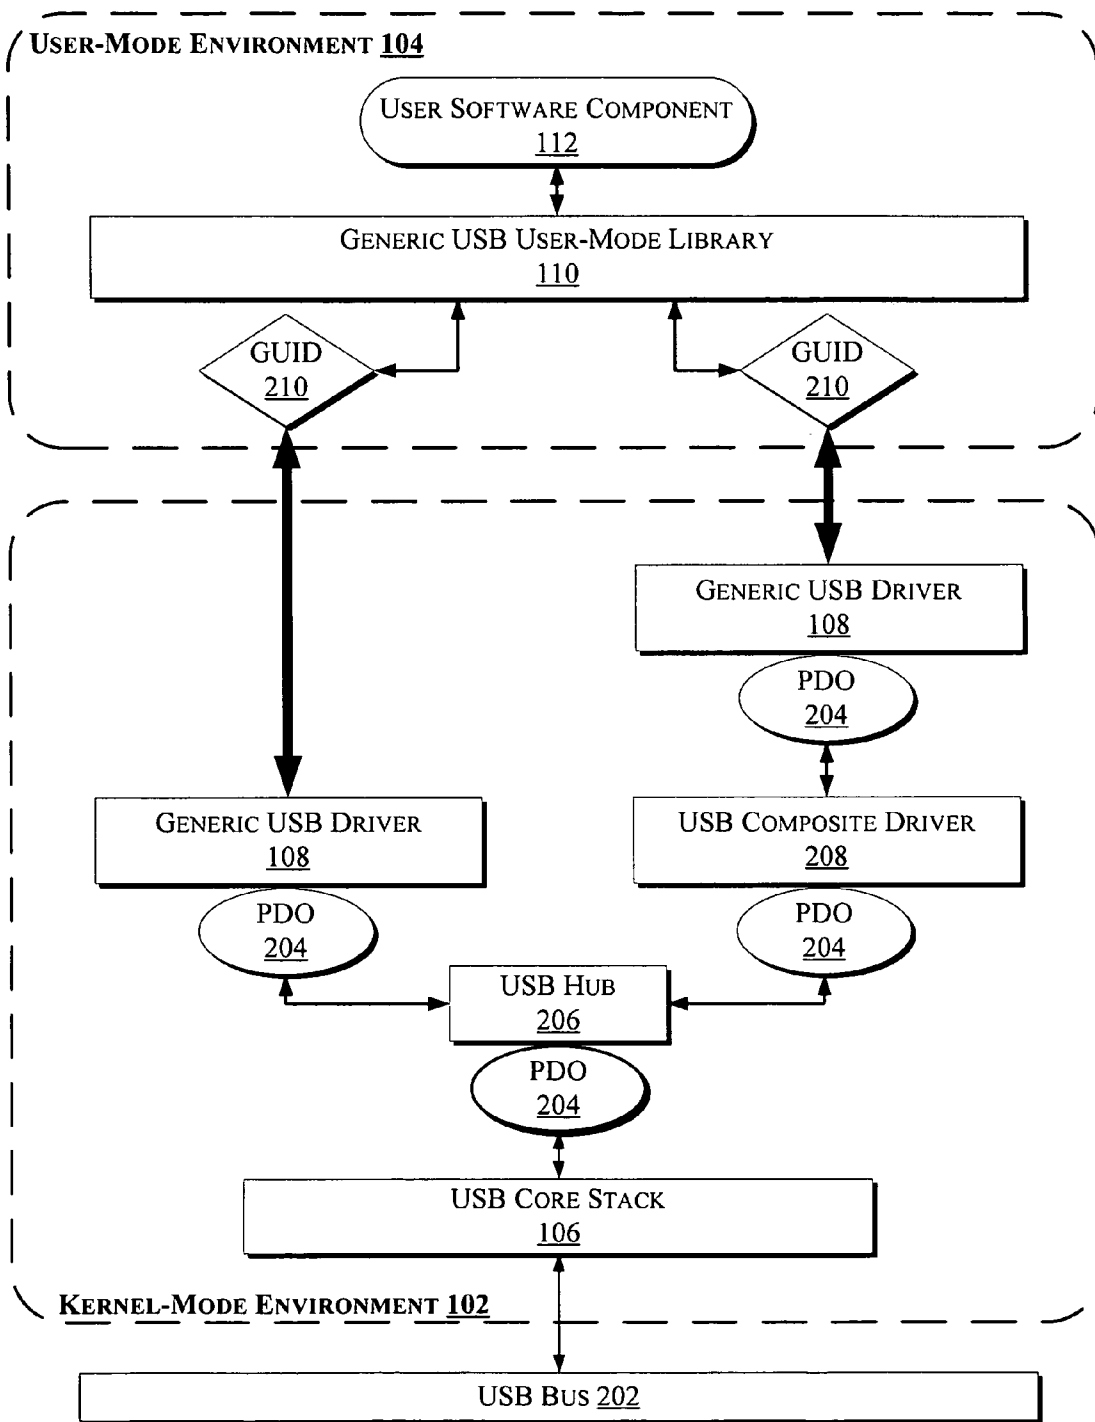 USER-MODE ENVIRONMENT 104
USER SOFTWARE COMPONENT
112
GENERIC USB USER-MODE LIBRARY
110
GUID
210
GUID
210
GENERIC USB DRIVER
108
PDO
204
GENERIC USB DRIVER
108
USB COMPOSITE DRIVER
208
PDO
204
PDO
204
USB HUB
206
PDO
204
USB CORE STACK
106
KERNEL-MODE ENVIRONMENT 102
USB BUS 202